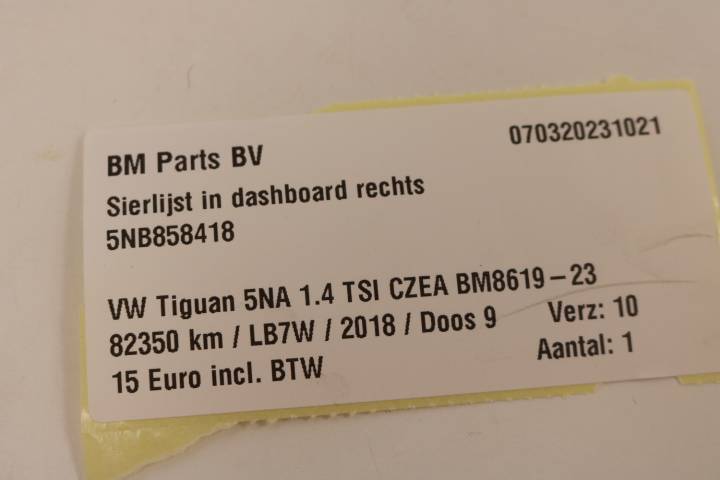 070320231021
BM Parts BV
Sierlijst in dashboard rechts
5NB858418
VW Tiguan 5NA 1.4 TSI CZEA BM8619-23
82350 km / LB7W / 2018 / Doos 9 Verz: 10
15 Euro incl. BTW Aantal: 1